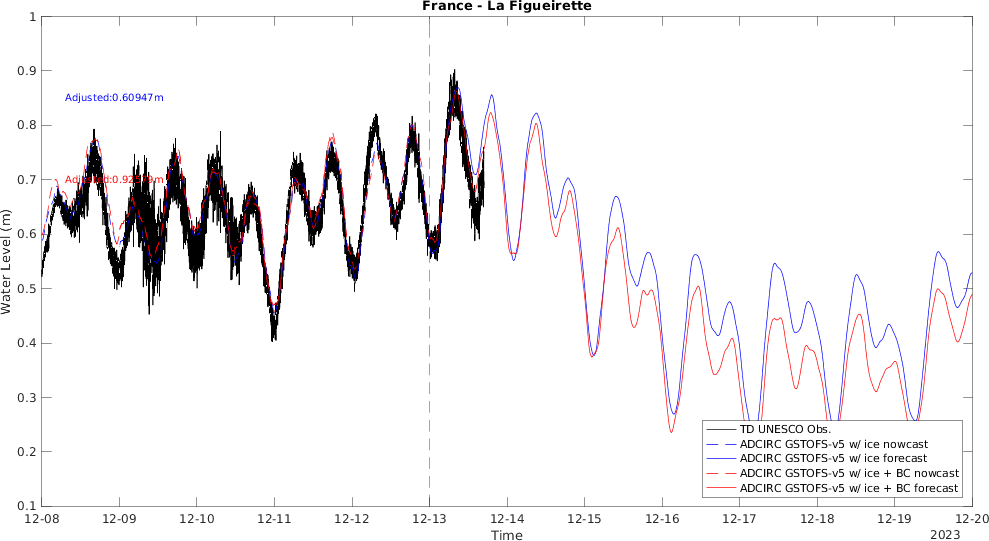 France - La Figueirette
1
0.9
0.8
0.7
0.6
0.5
0.4
0.3
0.2
0.1
Water Level (m)
Adjusted:0.60947m
TD UNESCO Obs.
ADCIRC GSTOFS-v5 w/ ice nowcast
ADCIRC GSTOFS-v5 w/ ice forecast
ADCIRC GSTOFS-v5 w/ ice + BC nowcast
ADCIRC GSTOFS-v5 w/ ice + BC forecast
12-08 12-09 12-10 12-11 12-12 12-13 12-14 12-15 12-16 12-17 12-18 12-19 12-20
Time
2023